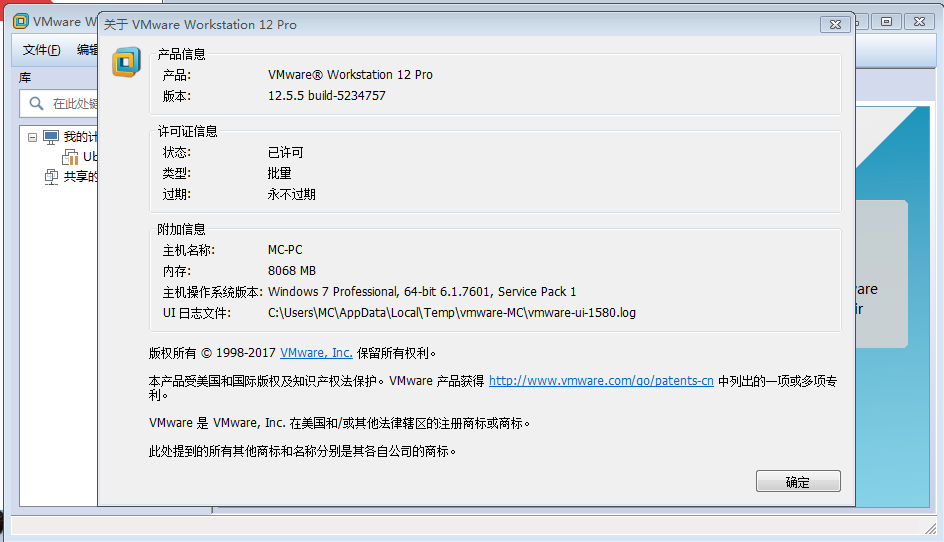 VMware W
关于 VMware Workstation 12 Pro
文件(F) 编辑
库
在此处键
我的计
Ub
共享的
产品信息
产品: VMware® Workstation 12 Pro
版本: 12.5.5 build-5234757
许可证信息
状态: 已许可
类型: 批量
过期: 永不过期
附加信息
主机名称: MC-PC
内存: 8068 MB
主机操作系统版本: Windows 7 Professional, 64-bit 6.1.7601, Service Pack 1
UI 日志文件: C:\Users\MC\AppData\Local\Temp\vmware-MC\vmware-ui-1580.log
版权所有 © 1998-2017 VMware, Inc. 保留所有权利。
本产品受美国和国际版权及知识产权法保护。VMware 产品获得 http://www.vmware.com/go/patents-cn 中列出的一项或多项专
利。
VMware 是 VMware, Inc. 在美国和/或其他法律辖区的注册商标或商标。
此处提到的所有其他商标和名称分别是其各自公司的商标。
确定
ware
ir